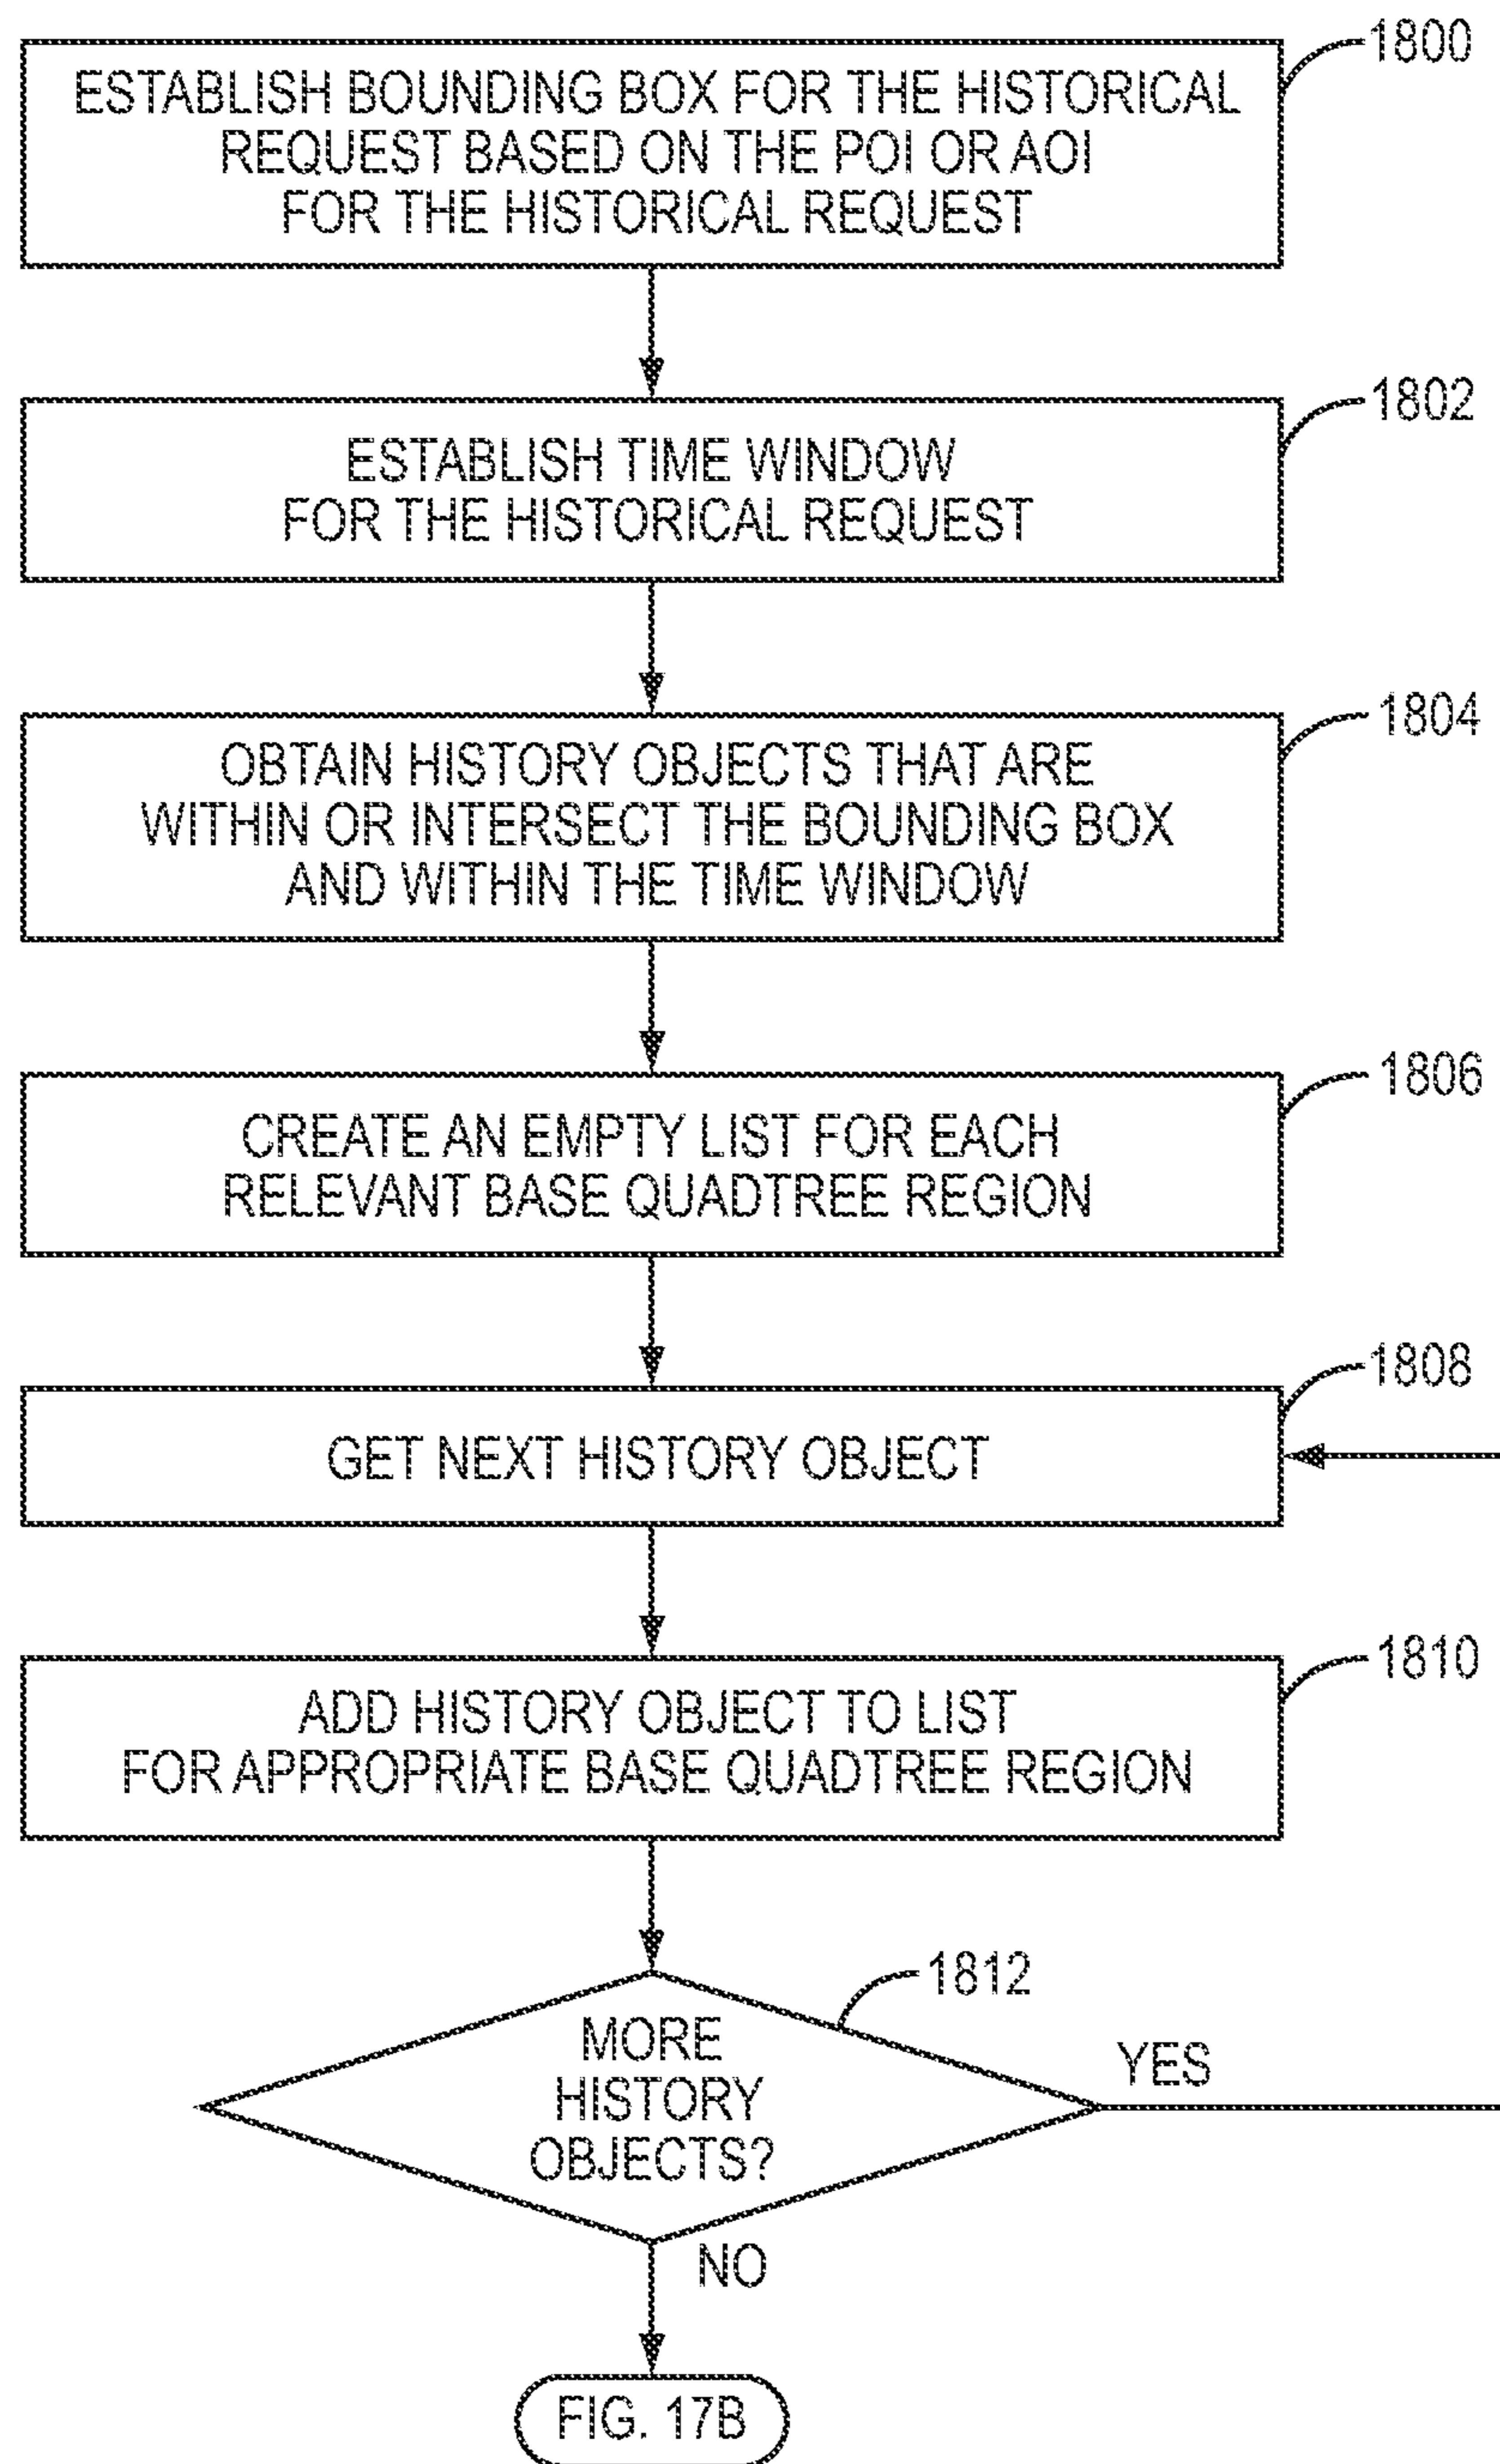 1800
ESTABLISH BOUNDING BOX FOR THE HISTORICAL
REQUEST BASED ON THE POI OR AOI
FOR THE HISTORICAL REQUEST
1802
ESTABLISH TIME WINDOW
FOR THE HISTORICAL REQUEST
1804
OBTAIN HISTORY OBJECTS THAT ARE
WITHIN OR INTERSECT THE BOUNDING BOX
AND WITHIN THE TIME WINDOW
1806
CREATE AN EMPTY LIST FOR EACH
RELEVANT BASE QUADTREE REGION
1808
GET NEXT HISTORY OBJECT
1810
ADD HISTORY OBJECT TO LIST
FOR APPROPRIATE BASE QUADTREE REGION
1812
MORE
HISTORY
OBJECTS?
YES
NO
FIG. 17B